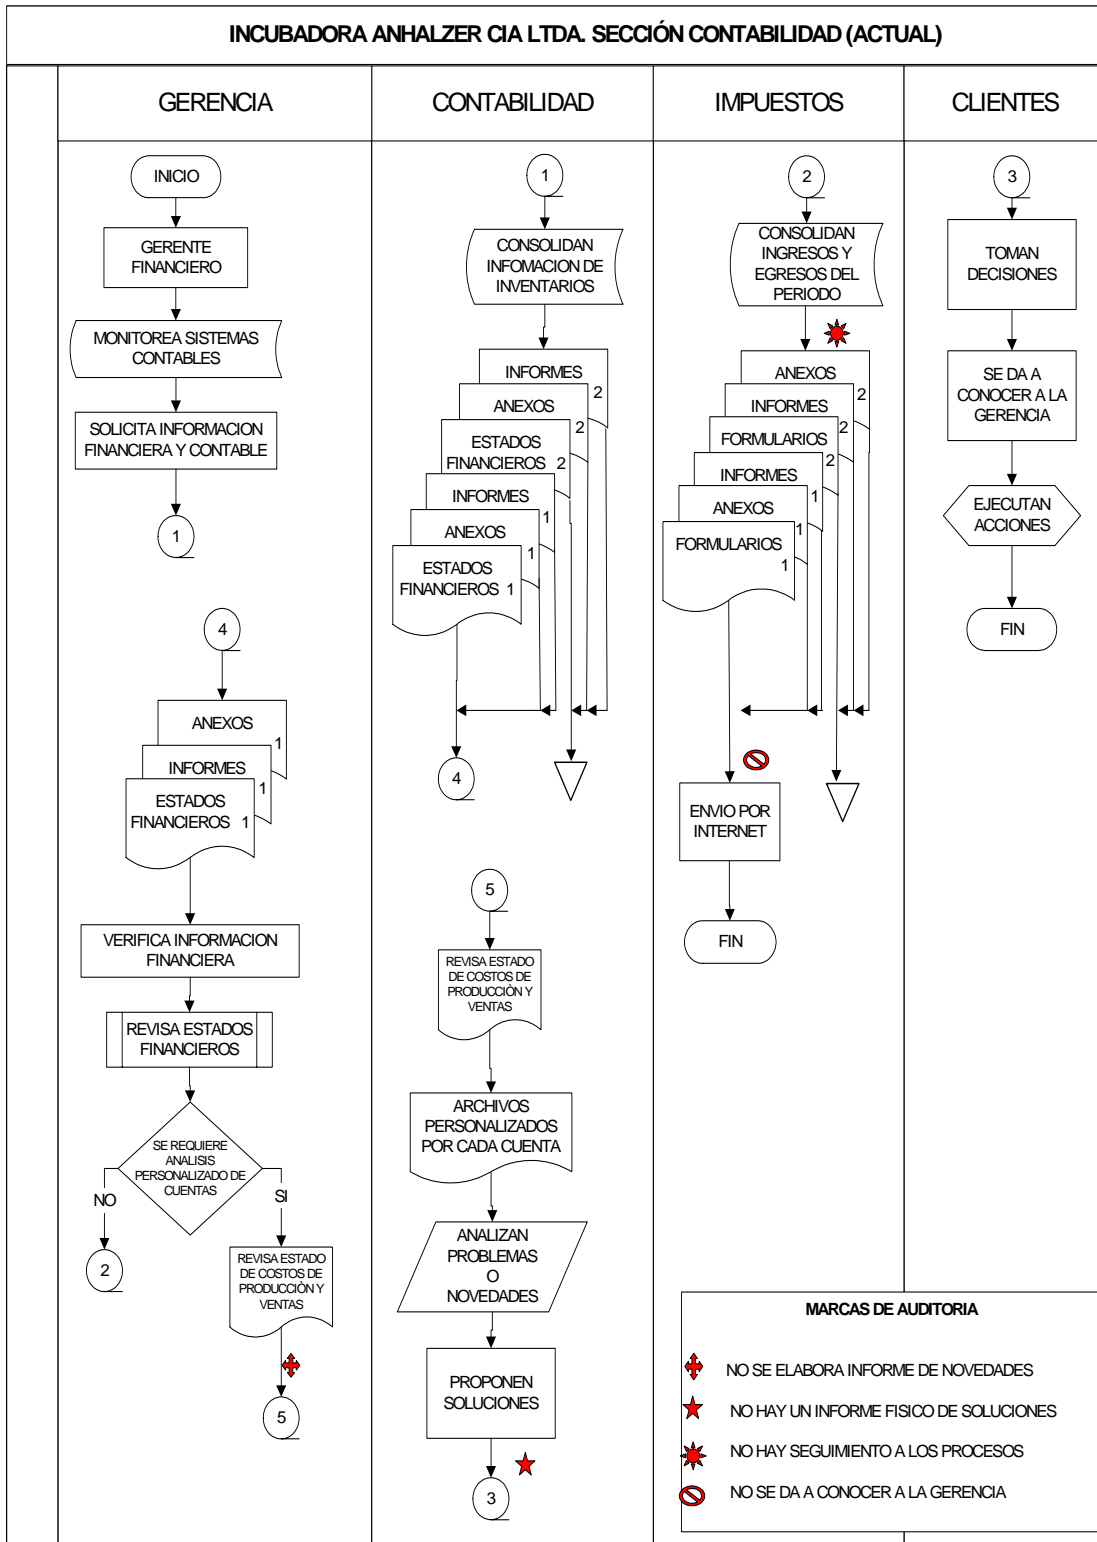 INCUBADORA ANHALZER CIA LTDA. SECCIÓN CONTABILIDAD (ACTUAL)
GERENCIA
CONTABILIDAD
IMPUESTOS
CLIENTES
INICIO
GERENTE
FINANCIERO
MONITOREA SISTEMAS
CONTABLES
SOLICITA INFORMACION
FINANCIERA Y CONTABLE
1
4
ANEXOS
1
INFORMES
1
ESTADOS
FINANCIEROS 1
VERIFICA INFORMACION
FINANCIERA
REVISA ESTADOS
FINANCIEROS
SE REQUIERE
ANALISIS
PERSONALIZADO DE
CUENTAS
NO
SI
2
REVISA ESTADO
DE COSTOS DE
PRODUCCIÒN Y
VENTAS
5
1
CONSOLIDAN
INFOMACION DE
INVENTARIOS
INFORMES
2
ANEXOS
2
ESTADOS
FINANCIEROS 2
INFORMES
1
ANEXOS
1
ESTADOS
FINANCIEROS 1
4
5
REVISA ESTADO
DE COSTOS DE
PRODUCCIÒN Y
VENTAS
ARCHIVOS
PERSONALIZADOS
POR CADA CUENTA
ANALIZAN
PROBLEMAS
O
NOVEDADES
PROPONEN
SOLUCIONES
3
2
CONSOLIDAN
INGRESOS Y
EGRESOS DEL
PERIODO
ANEXOS
2
INFORMES
2
FORMULARIOS
2
INFORMES
1
ANEXOS
1
FORMULARIOS
1
ENVIO POR
INTERNET
FIN
3
TOMAN
DECISIONES
SE DA A
CONOCER A LA
GERENCIA
EJECUTAN
ACCIONES
FIN
MARCAS DE AUDITORIA
NO SE ELABORA INFORME DE NOVEDADES
NO HAY UN INFORME FISICO DE SOLUCIONES
NO HAY SEGUIMIENTO A LOS PROCESOS
NO SE DA A CONOCER A LA GERENCIA